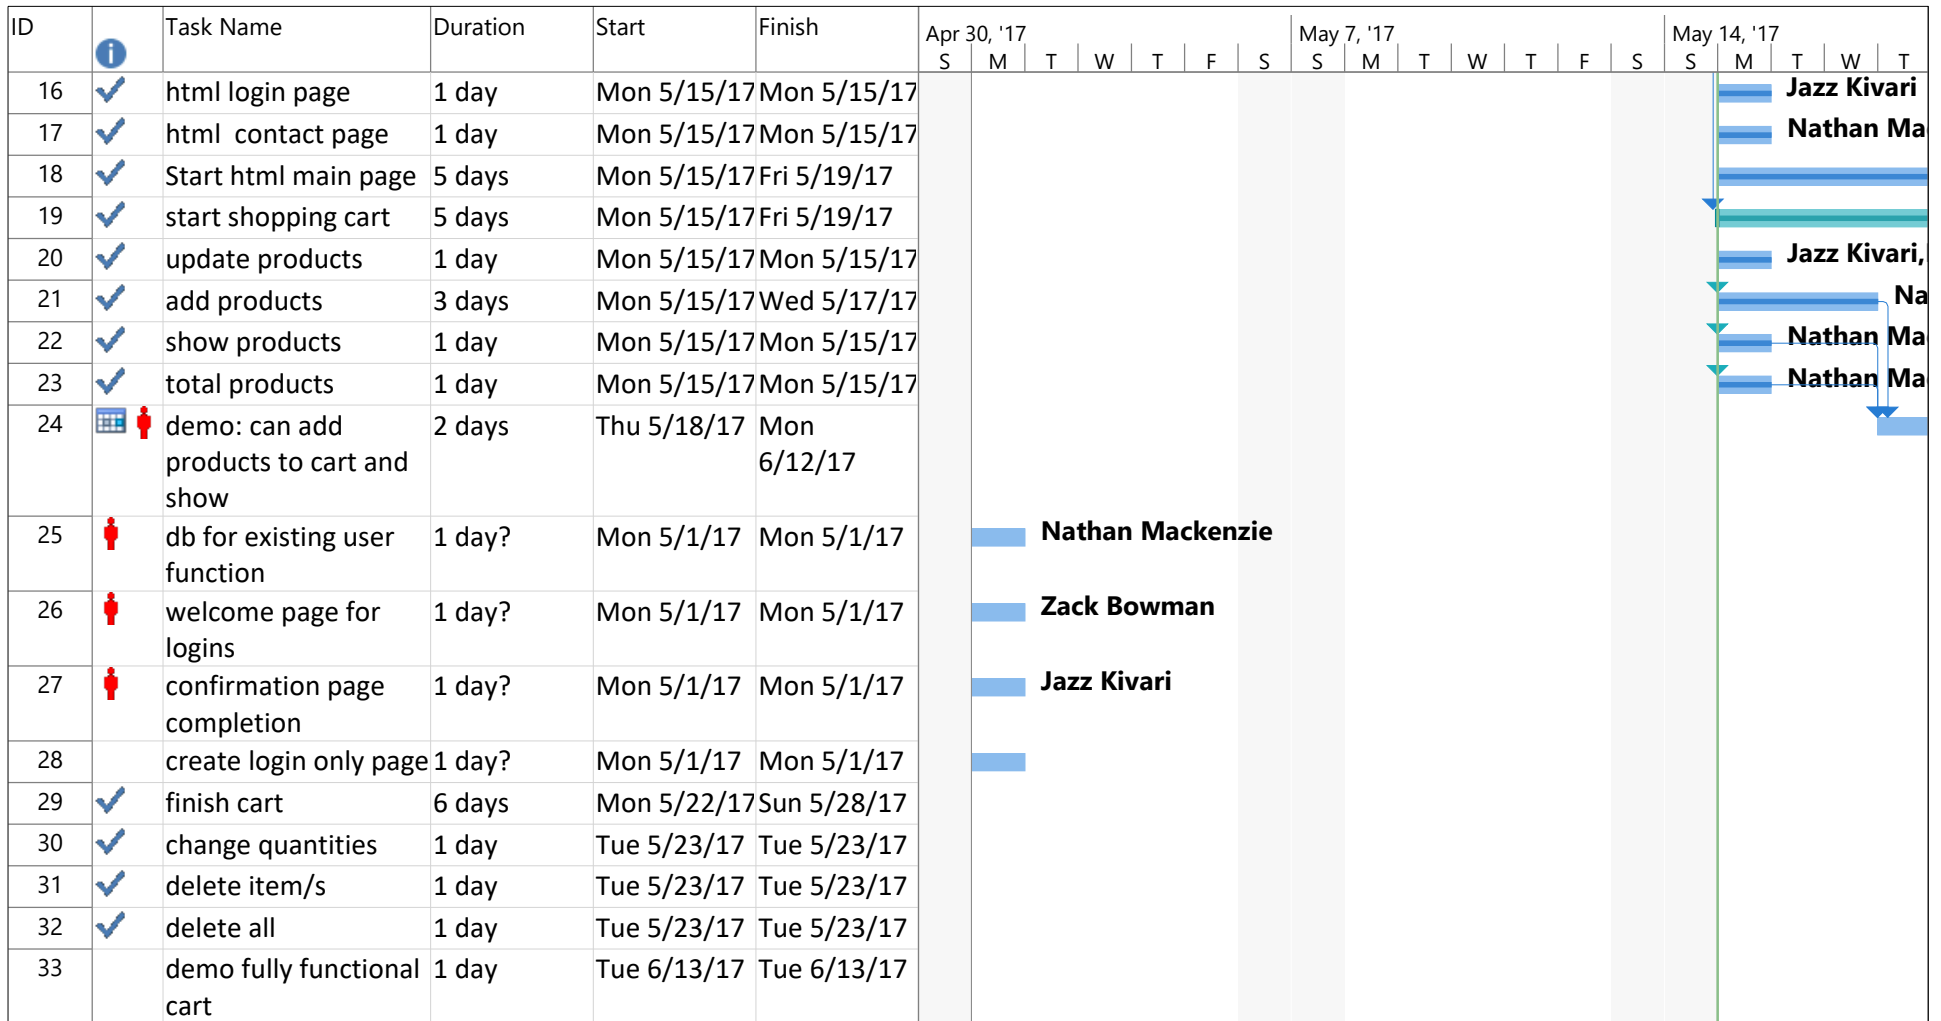 ID Task Name Duration Start Finish Apr 30, '17 May 7, '17 May 14, '17
S M T W T F S S M T W T F S S M T W T
16 html login page 1 day Mon 5/15/17 Mon 5/15/17 Jazz Kivari
17 html contact page 1 day Mon 5/15/17 Mon 5/15/17 Nathan Ma
18 Start html main page 5 days Mon 5/15/17 Fri 5/19/17
19 start shopping cart 5 days Mon 5/15/17 Fri 5/19/17
20 update products 1 day Mon 5/15/17 Mon 5/15/17 Jazz Kivari,
21 add products 3 days Mon 5/15/17 Wed 5/17/17 Na
22 show products 1 day Mon 5/15/17 Mon 5/15/17 Nathan Ma
23 total products 1 day Mon 5/15/17 Mon 5/15/17 Nathan Ma
24 demo: can add 2 days Thu 5/18/17 Mon
products to cart and 6/12/17
show
25 db for existing user 1 day? Mon 5/1/17 Mon 5/1/17 Nathan Mackenzie
function
26 welcome page for 1 day? Mon 5/1/17 Mon 5/1/17 Zack Bowman
logins
27 confirmation page 1 day? Mon 5/1/17 Mon 5/1/17 Jazz Kivari
completion
28 create login only page 1 day? Mon 5/1/17 Mon 5/1/17
29 finish cart 6 days Mon 5/22/17 Sun 5/28/17
30 change quantities 1 day Tue 5/23/17 Tue 5/23/17
31 delete item/s 1 day Tue 5/23/17 Tue 5/23/17
32 delete all 1 day Tue 5/23/17 Tue 5/23/17
33 demo fully functional 1 day Tue 6/13/17 Tue 6/13/17
cart